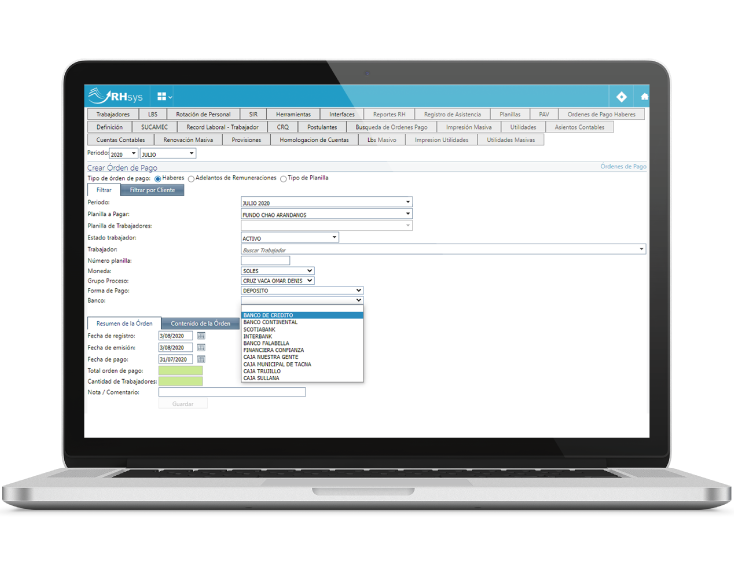 RHsys
Trabajadores LBS Rotación de Personal SIR Herramientas Interfaces Reportes RH Registro de Asistencia Planillas PAV Ordenes de Pago Haberes
Definición SUCAMEC Record Laboral - Trabajador CRQ Postulantes Busqueda de Órdenes Pago Impresión Masiva Utilidades Asientos Contables
Cuentas Contables Renovación Masiva Provisiones Homologacion de Cuentas Lbs Masivo Impresion Utilidades Utilidades Masivas
Periodo: 2020 JULIO
Crear Orden de Pago Órdenes de Pago
Tipo de órden de pago: Haberes Adelantos de Remuneraciones Tipo de Planilla
Filtrar Filtrar por Cliente
Periodo: JULIO 2020
Planilla a Pagar: FUNDO CHAO ARANDANOS
Planilla de Trabajadores:
Estado trabajador: ACTIVO
Trabajador: Buscar Trabajador
Número planilla:
Moneda: SOLES
Grupo Proceso: CRUZ VACA OMAR DENIS
Forma de Pago: DEPOSITO
Banco:
BANCO DE CREDITO
BANCO CONTINENTAL
SCOTIABANK
INTERBANK
BANCO FALABELLA
FINANCIERA CONFIANZA
CAJA NUESTRA GENTE
CAJA MUNICIPAL DE TACNA
CAJA TRUJILLO
CAJA SULLANA
Resumen de la Órden Contenido de la Órden
Fecha de registro: 3/08/2020
Fecha de emisión: 3/08/2020
Fecha de pago: 31/07/2020
Total orden de pago:
Cantidad de Trabajadores:
Nota / Comentario:
Guardar